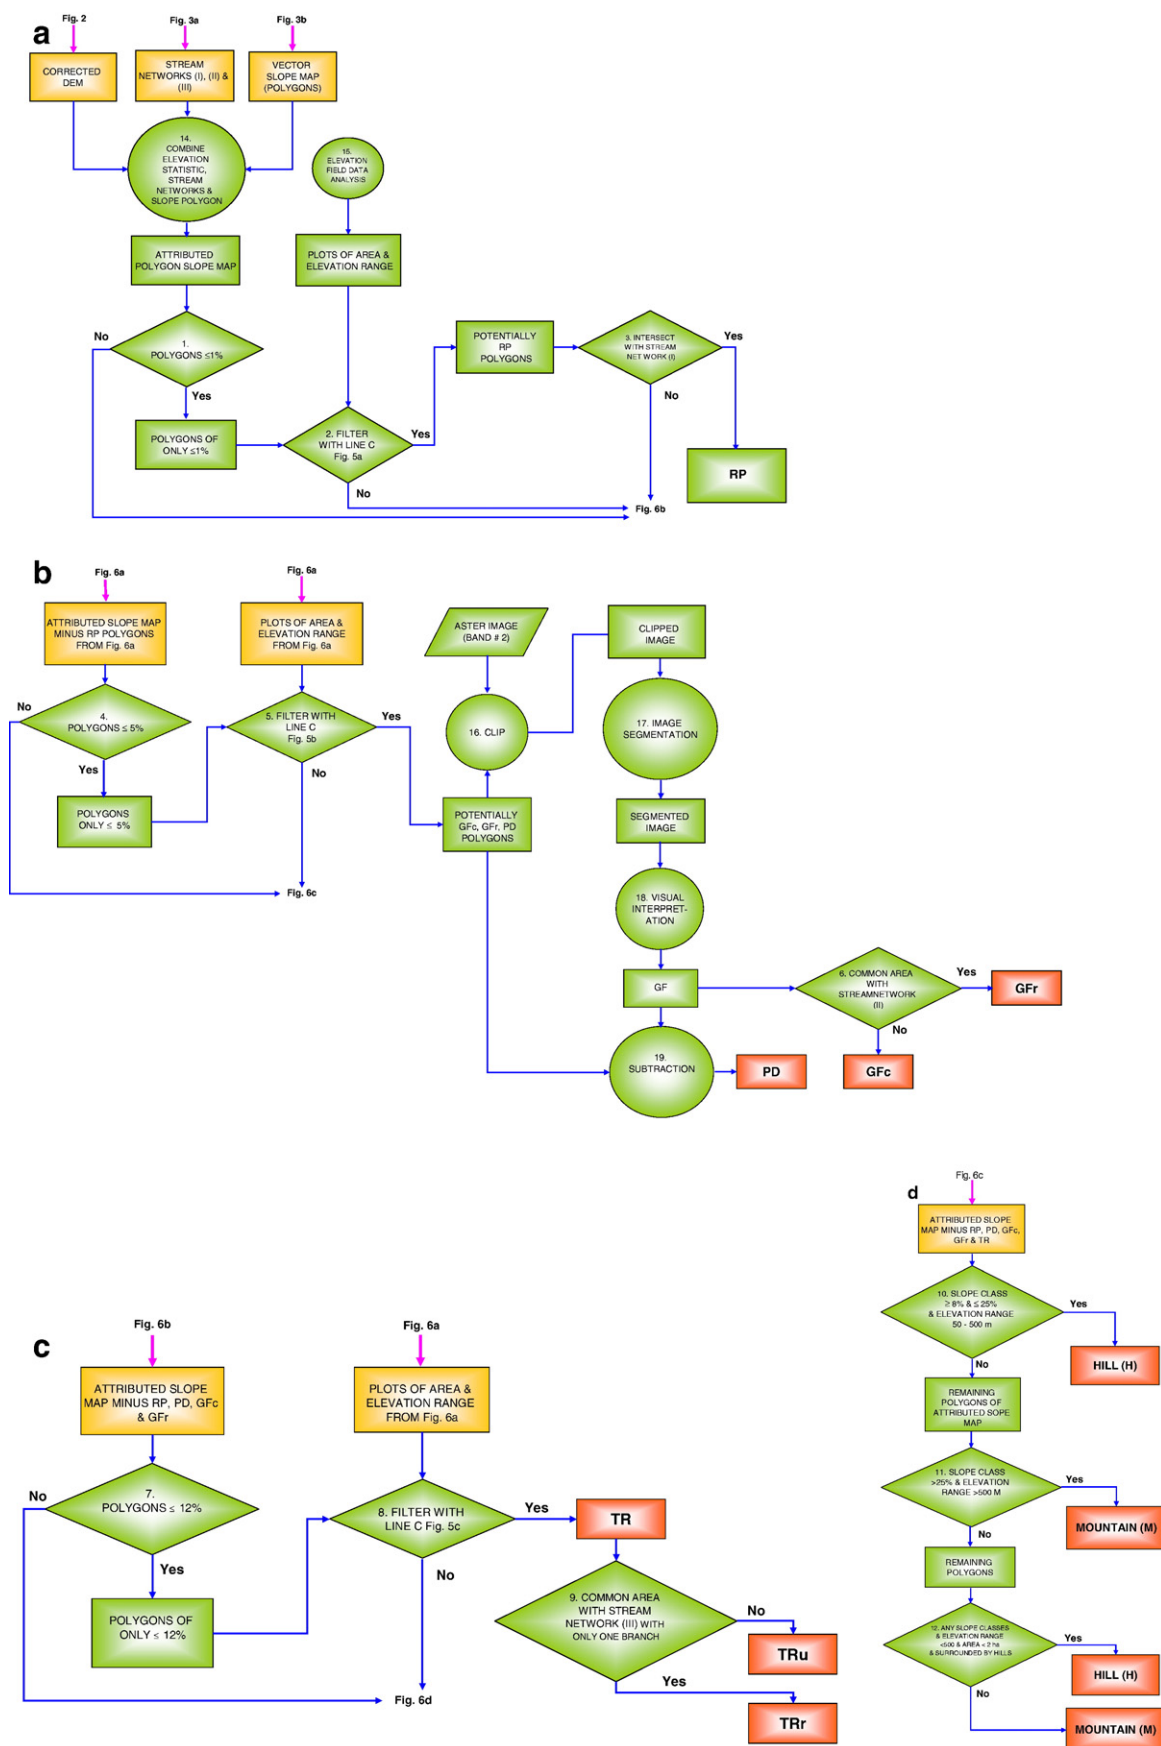 a
Fig. 2
Fig. 3a
Fig. 3b
CORRECTED
DEM
STREAM
NETWORKS (I), (II) &
(III)
VECTOR
SLOPE MAP
(POLYGONS)
14.
COMBINE
ELEVATION
STATISTIC,
STREAM
NETWORKS &
SLOPE POLYGON
15.
ELEVATION
FIELD DATA
ANALYSIS
ATTRIBUTED
POLYGON SLOPE MAP
PLOTS OF AREA &
ELEVATION RANGE
No
1.
POLYGONS ≤1%
Yes
POLYGONS OF
ONLY ≤1%
2. FILTER
WITH LINE C
Fig. 5a
Yes
No
POTENTIALLY
RP
POLYGONS
3. INTERSECT
WITH STREAM
NET WORK (I)
Yes
No
RP
Fig. 6b
b
Fig. 6a
Fig. 6a
ATTRIBUTED SLOPE MAP
MINUS RP POLYGONS
FROM Fig. 6a
PLOTS OF AREA &
ELEVATION RANGE
FROM Fig. 6a
No
4.
POLYGONS ≤ 5%
Yes
POLYGONS
ONLY ≤ 5%
5. FILTER WITH
LINE C
Fig. 5b
Yes
No
Fig. 6c
ASTER IMAGE
(BAND # 2)
16. CLIP
POTENTIALLY
GFc, GFr, PD
POLYGONS
CLIPPED
IMAGE
17. IMAGE
SEGMENTATION
SEGMENTED
IMAGE
18. VISUAL
INTERPRET-
ATION
GF
6. COMMON AREA
WITH
STREAMNETWORK
(II)
Yes
GFr
No
GFc
19.
SUBTRACTION
PD
c
Fig. 6b
Fig. 6a
ATTRIBUTED SLOPE
MAP MINUS RP, PD, GFc
& GFr
PLOTS OF AREA &
ELEVATION RANGE
FROM Fig. 6a
No
7.
POLYGONS ≤ 12%
Yes
POLYGONS OF
ONLY ≤ 12%
8. FILTER WITH
LINE C Fig. 5c
Yes
No
Fig. 6d
TR
9. COMMON AREA
WITH STREAM
NETWORK (III) WITH
ONLY ONE BRANCH
No
TRu
Yes
TRr
d
Fig. 6c
ATTRIBUTED SLOPE
MAP MINUS RP, PD, GFc,
GFr & TR
10. SLOPE CLASS
≥ 8% & ≤ 25%
& ELEVATION RANGE
50 - 500 m
Yes
HILL (H)
No
REMAINING
POLYGONS OF
ATTRIBUTED SOPE
MAP
11. SLOPE CLASS
>25% & ELEVATION
RANGE >500 M
Yes
MOUNTAIN (M)
No
REMAINING
POLYGONS
12. ANY SLOPE CLASSES
& ELEVATION RANGE
<500 & AREA < 2 ha
& SURROUNDED BY HILLS
Yes
HILL (H)
No
MOUNTAIN (M)